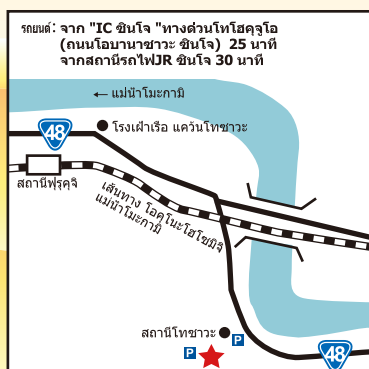 รถยนต์: จาก "IC ชินโจ "ทางด่วนโทโฮคุจูโอ
(ถนนโอบานาซาวะ ชินโจ) 25 นาที
จากสถานีรถไฟJR ชินโจ 30 นาที
← แม่น้ำโมะกามิ
48
โรงเฝ้าเรือ แคว้นโทซาวะ
สถานีฟุรุคุจิ
เส้นทาง โอคุโนะโฮโซมิจิ
แม่น้ำโมะกามิ
สถานีโทซาวะ
P
P
48